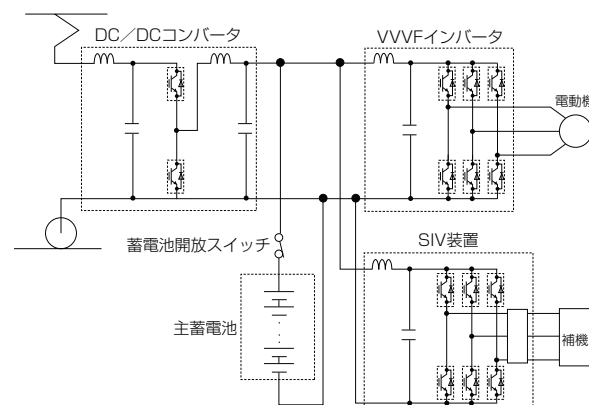 DC／DCコンバータ
VVVFインバータ
電動機
蓄電池開放スイッチ
SIV装置
主蓄電池
補機